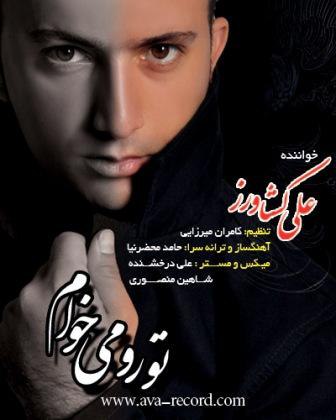 خواننده
علی کشاورز
تنظیم: کامران میرزایی
آهنگساز و ترانه سرا: حامد محضرنیا
میکس و مستر: علی درخشنده
شاهین منصوری
تورو می خوام
www.ava-record.com